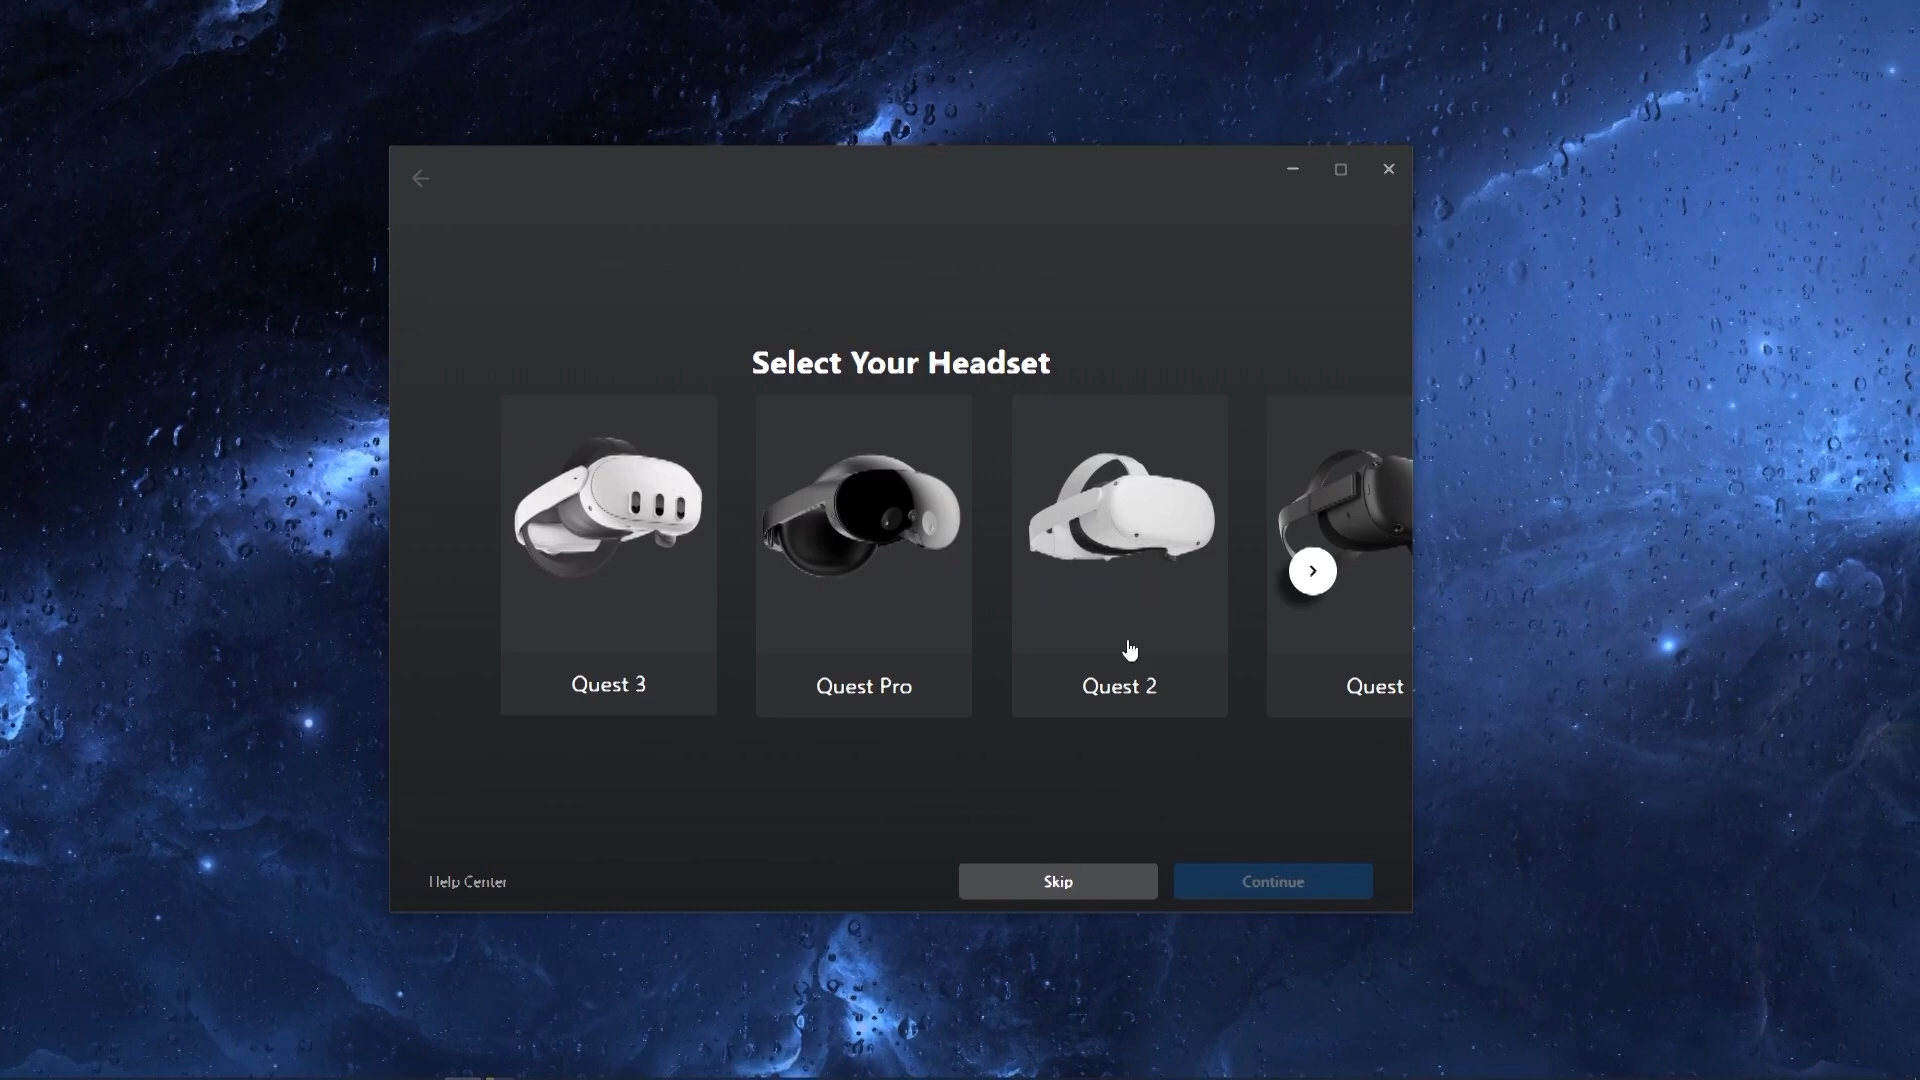 Select Your Headset
Quest 3
Quest Pro
Quest 2
Quest
Help Center
Skip
Continue